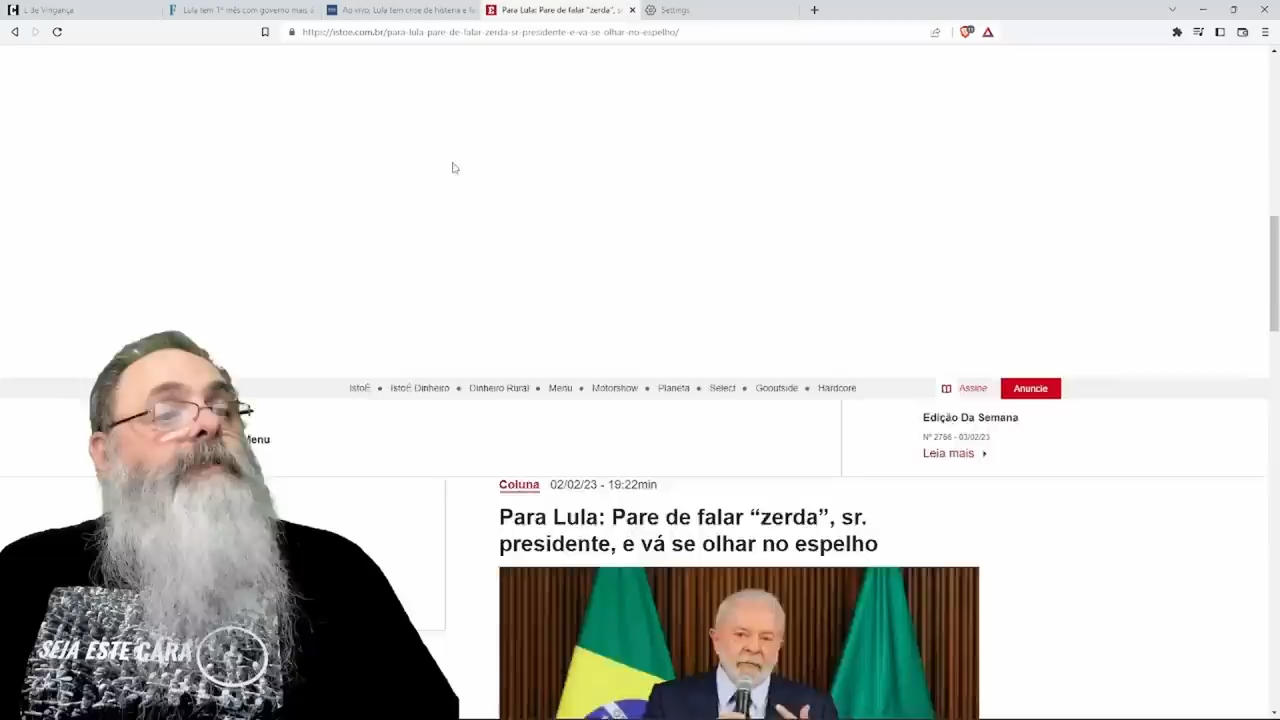 L de Vingança
Lula tem 1º mês com governo mais a
Ao vivo: Lula tem crise de histeria e fa
Para Lula: Pare de falar "zerda", s
Settings
https://istoe.com.br/para-lula-pare-de-falar-zerda-sr-presidente-e-va-se-olhar-no-espelho/
IstoÉ • IstoÉ Dinheiro • Dinheiro Rural • Menu • Motorshow • Planeta • Select • Gooutside • Hardcore
Assine
Anuncie
Menu
Edição Da Semana
Nº 2766 - 03/02/23
Leia mais
Coluna 02/02/23 - 19:22min
Para Lula: Pare de falar “zerda”, sr.
presidente, e vá se olhar no espelho
SEJA ESTE CARA